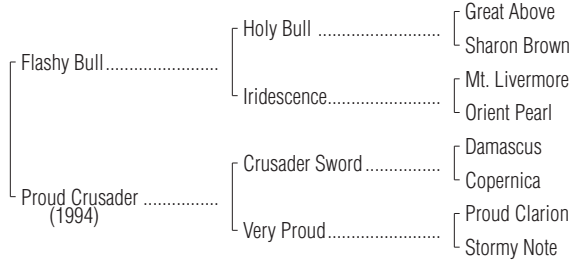 Great Above
Holy Bull ..............................
Sharon Brown
Flashy Bull.......................
Mt. Livermore
Iridescence.......................
Orient Pearl
Damascus
Crusader Sword ...............
Copernica
Proud Crusader ...............
(1994)
Proud Clarion
Very Proud.......................
Stormy Note